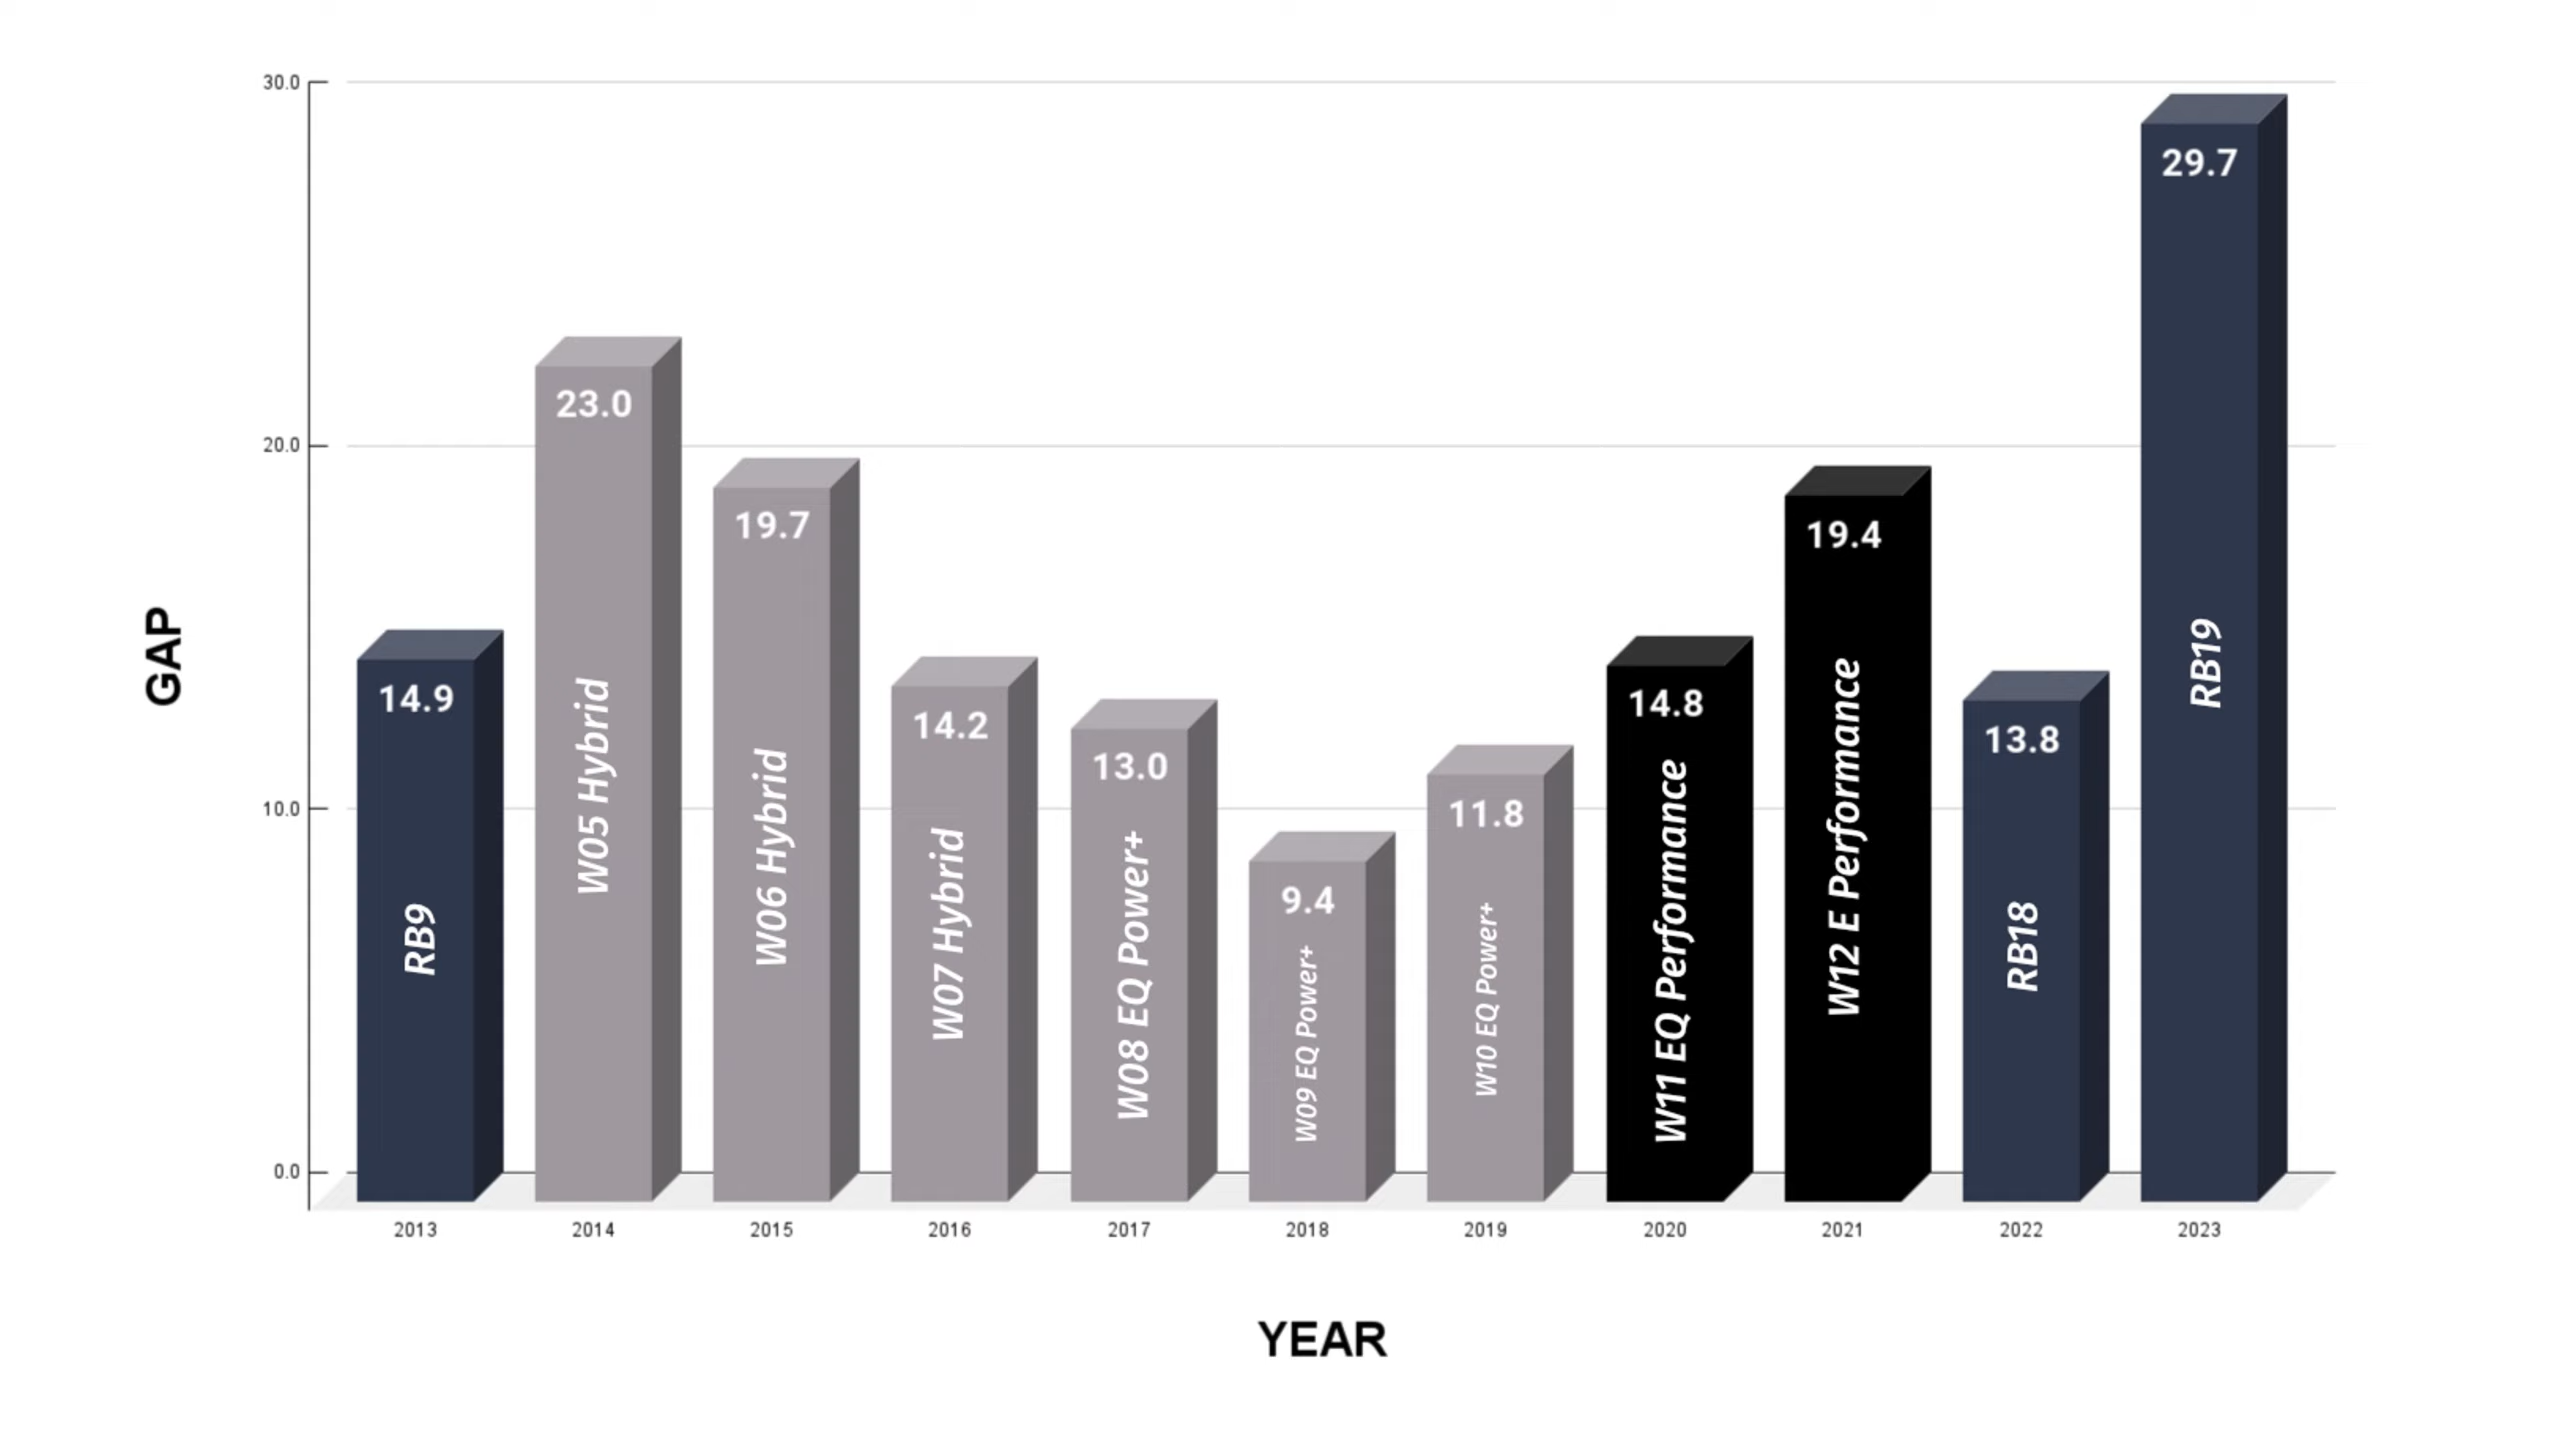 30.0
20.0
10.0
0.0
GAP
14.9
RB9
23.0
W05 Hybrid
19.7
W06 Hybrid
14.2
W07 Hybrid
13.0
W08 EQ Power+
9.4
W09 EQ Power+
11.8
W10 EQ Power+
14.8
W11 EQ Performance
19.4
W12 E Performance
13.8
RB18
29.7
RB19
2013 2014 2015 2016 2017 2018 2019 2020 2021 2022 2023
YEAR